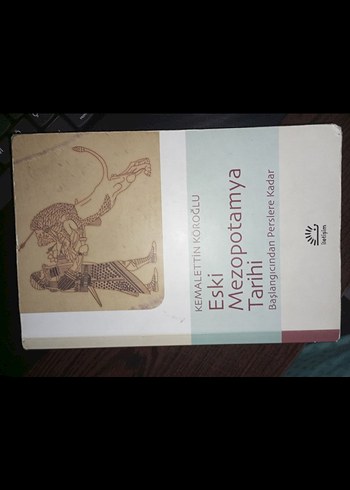 KEMALETTİN KÖROĞLU
Eski
Mezopotamya
Tarihi
Başlangıcından Perslere Kadar
iletişim